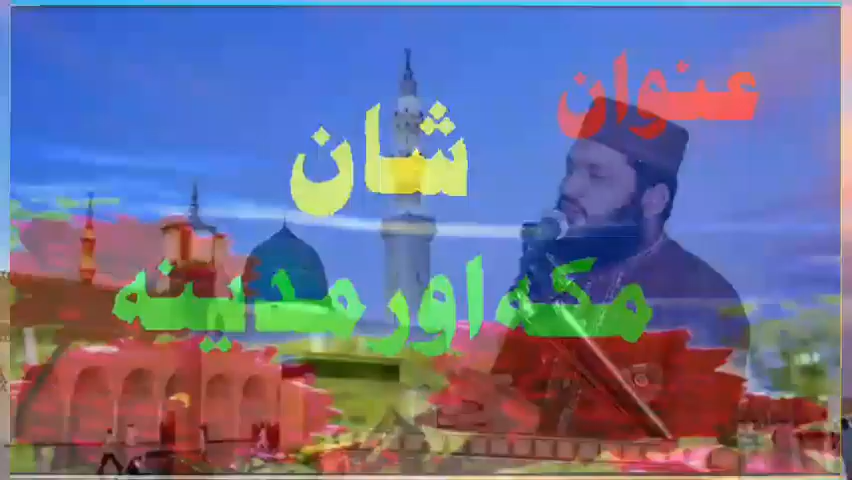 عنوان
شان
مکہ اور مدینہ